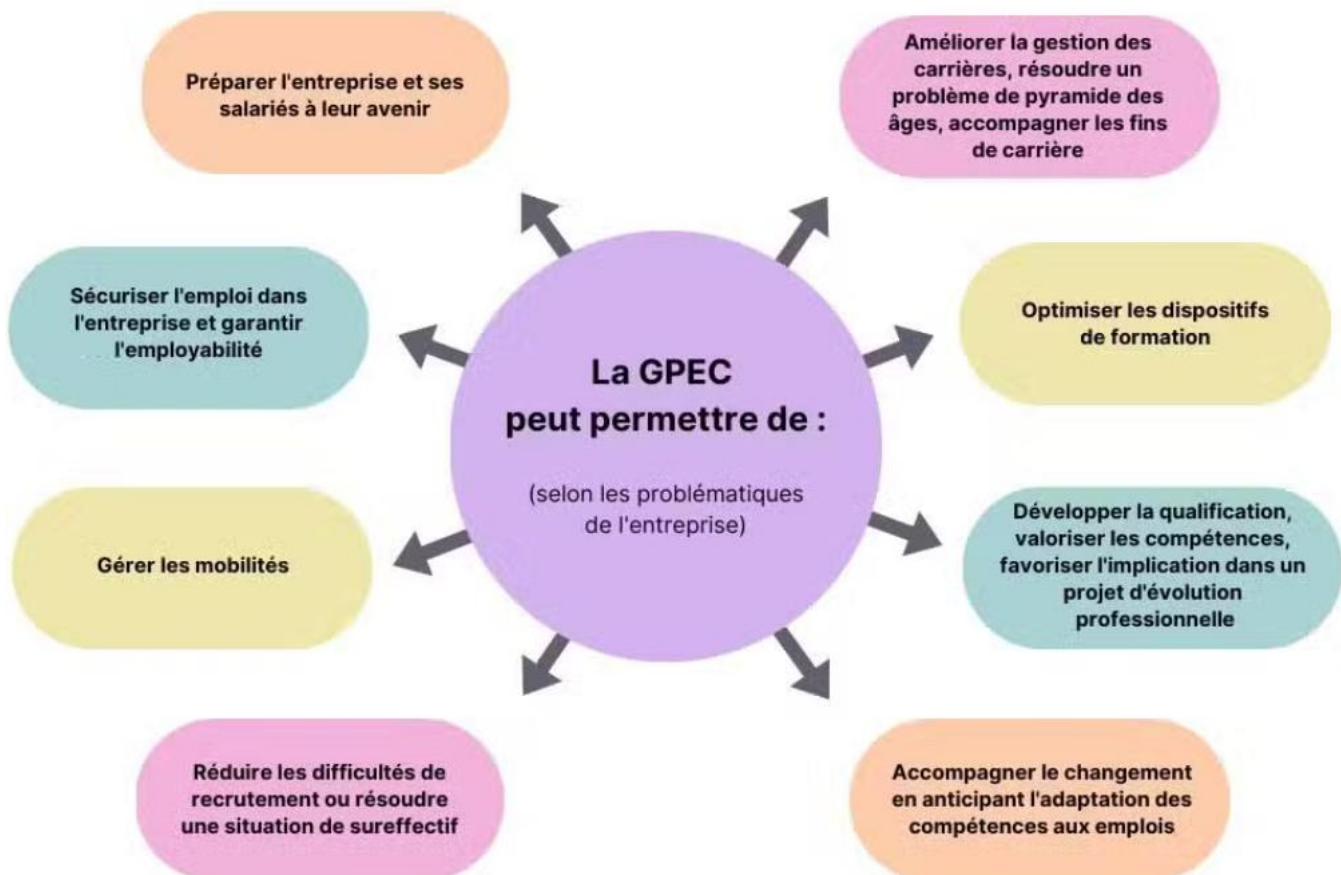 Préparer l'entreprise et ses
salariés à leur avenir
Améliorer la gestion des
carrières, résoudre un
problème de pyramide des
âges, accompagner les fins
de carrière
Sécuriser l'emploi dans
l'entreprise et garantir
l'employabilité
Optimiser les dispositifs
de formation
La GPEC
peut permettre de :
(selon les problématiques
de l'entreprise)
Gérer les mobilités
Développer la qualification,
valoriser les compétences,
favoriser l'implication dans un
projet d'évolution
professionnelle
Réduire les difficultés de
recrutement ou résoudre
une situation de sureffectif
Accompagner le changement
en anticipant l'adaptation des
compétences aux emplois